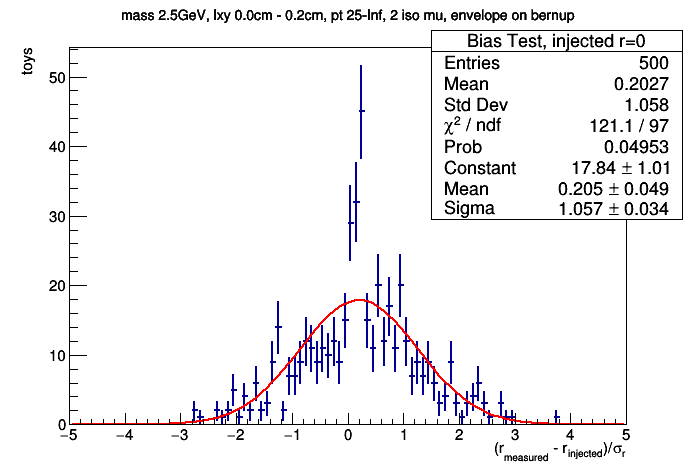 mass 2.5GeV, lxy 0.0cm - 0.2cm, pt 25-Inf, 2 iso mu, envelope on bernup
toys
Bias Test, injected r=0
Entries 500
Mean 0.2027
Std Dev 1.058
χ² / ndf 121.1 / 97
Prob 0.04953
Constant 17.84 ± 1.01
Mean 0.205 ± 0.049
Sigma 1.057 ± 0.034
50
40
30
20
10
0
−5 −4 −3 −2 −1 0 1 2 3 4 5
(r_measured - r_injected)/σ_r